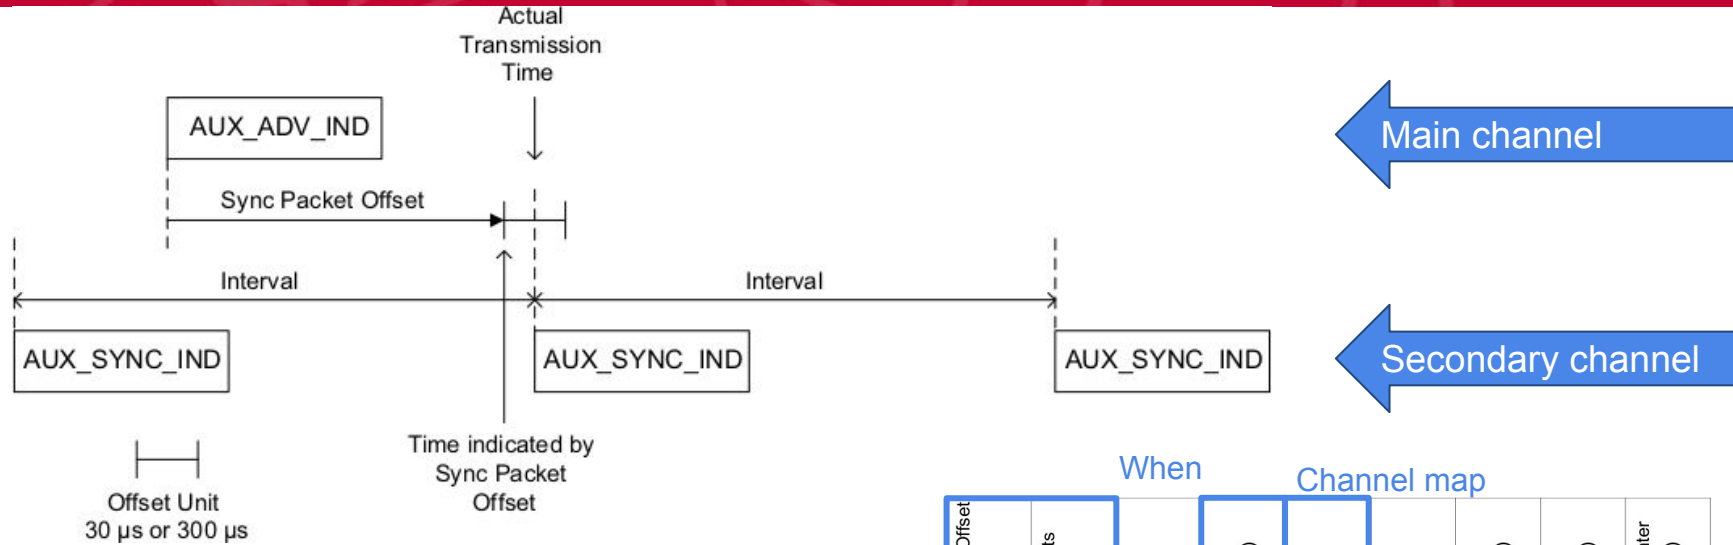 Actual
Transmission
Time
AUX_ADV_IND
Main channel
Sync Packet Offset
Interval
Interval
AUX_SYNC_IND
AUX_SYNC_IND
AUX_SYNC_IND
Secondary channel
Time indicated by
Sync Packet
Offset
Offset Unit
30 µs or 300 µs
When
Channel map
Offset